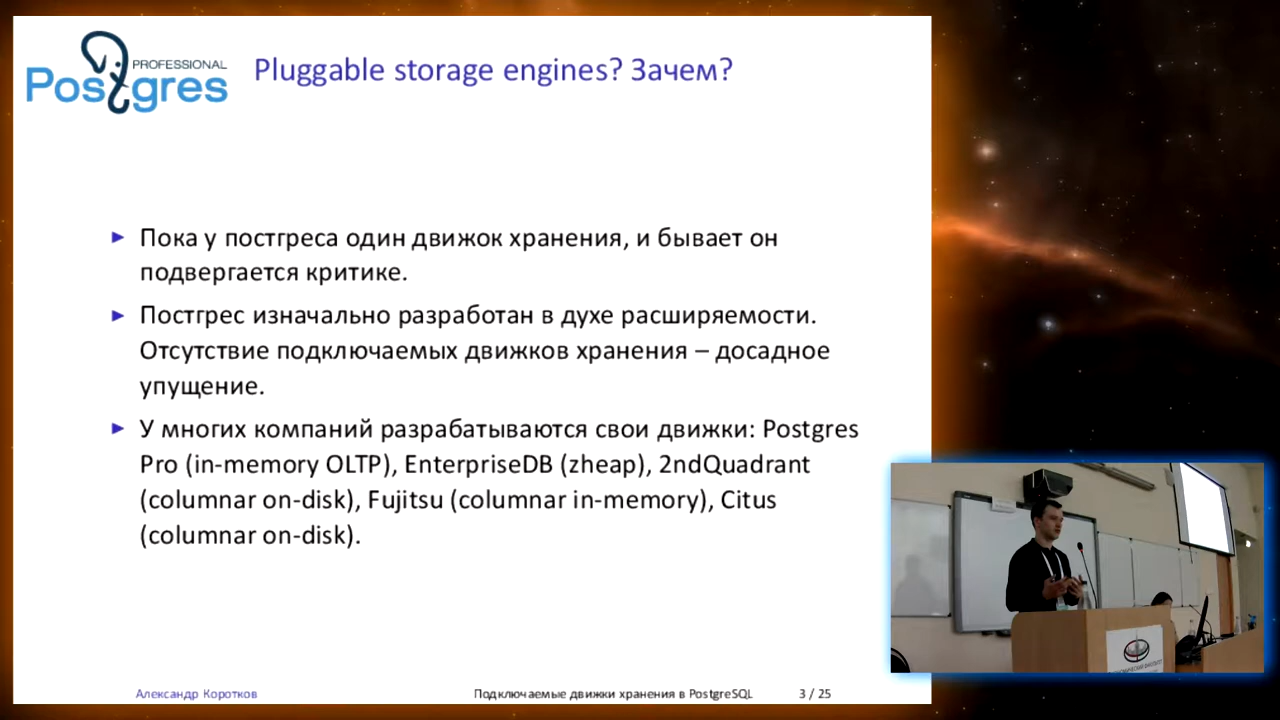 PROFESSIONAL
Postgres
Pluggable storage engines? Зачем?
Пока у постгреса один движок хранения, и бывает он
подвергается критике.
Постгрес изначально разработан в духе расширяемости.
Отсутствие подключаемых движков хранения – досадное
упущение.
У многих компаний разрабатываются свои движки: Postgres
Pro (in-memory OLTP), EnterpriseDB (zheap), 2ndQuadrant
(columnar on-disk), Fujitsu (columnar in-memory), Citus
(columnar on-disk).
Александр Коротков
Подключаемые движки хранения в PostgreSQL
3 / 25